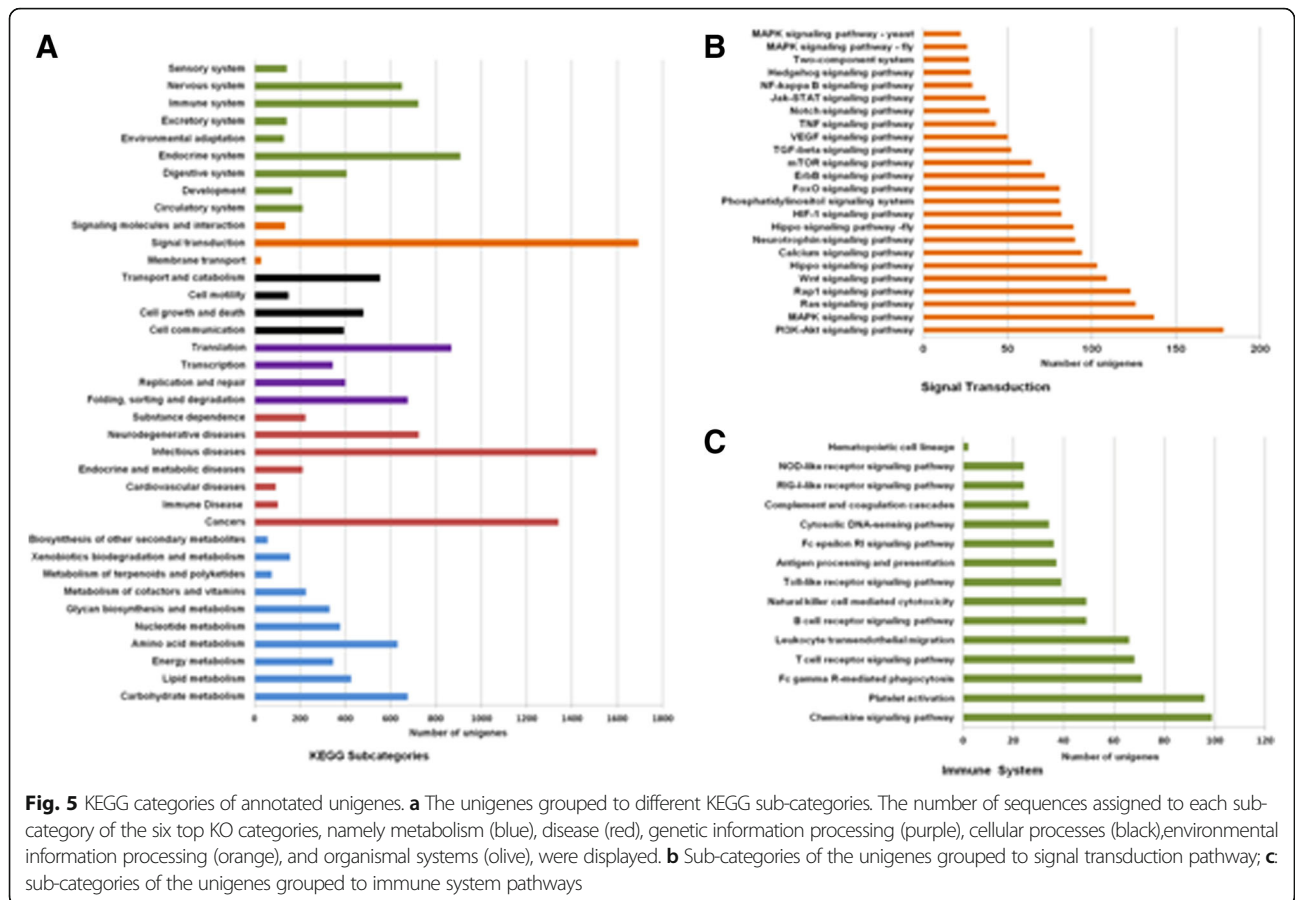 A
Sensory system
Nervous system
Immune system
Excretory system
Environmental adaptation
Endocrine system
Digestive system
Development
Circulatory system
Signaling molecules and interaction
Signal transduction
Membrane transport
Transport and catabolism
Cell motility
Cell growth and death
Cell communication
Translation
Transcription
Replication and repair
Folding, sorting and degradation
Substance dependence
Neurodegenerative diseases
Infectious diseases
Endocrine and metabolic diseases
Cardiovascular diseases
Immune Disease
Cancers
Biosynthesis of other secondary metabolites
Xenobiotics biodegradation and metabolism
Metabolism of terpenoids and polyketides
Metabolism of cofactors and vitamins
Glycan biosynthesis and metabolism
Nucleotide metabolism
Amino acid metabolism
Energy metabolism
Lipid metabolism
Carbohydrate metabolism
0 200 400 600 800 1000 1200 1400 1600 1800
Number of unigenes
KEGG Subcategories
B
MAPK signaling pathway - yeast
MAPK signaling pathway - fly
Two-component system
Hedgehog signaling pathway
NF-kappa B signaling pathway
Jak-STAT signaling pathway
Notch signaling pathway
TNF signaling pathway
VEGF signaling pathway
TGF-beta signaling pathway
mTOR signaling pathway
ErbB signaling pathway
FoxO signaling pathway
Phosphatidylinositol signaling system
HIF-1 signaling pathway
Hippo signaling pathway -fly
Neurotrophin signaling pathway
Calcium signaling pathway
Hippo signaling pathway
Wnt signaling pathway
Rap1 signaling pathway
Ras signaling pathway
MAPK signaling pathway
PI3K-Akt signaling pathway
0 50 100 150 200
Number of unigenes
Signal Transduction
C
Hematopoietic cell lineage
NOD-like receptor signaling pathway
RIG-I-like receptor signaling pathway
Complement and coagulation cascades
Cytosolic DNA-sensing pathway
Fc epsilon RI signaling pathway
Antigen processing and presentation
Toll-like receptor signaling pathway
Natural killer cell mediated cytotoxicity
B cell receptor signaling pathway
Leukocyte transendothelial migration
T cell receptor signaling pathway
Fc gamma R-mediated phagocytosis
Platelet activation
Chemokine signaling pathway
0 20 40 60 80 100 120
Number of unigenes
Immune System
Fig. 5 KEGG categories of annotated unigenes. a The unigenes grouped to different KEGG sub-categories. The number of sequences assigned to each sub-
category of the six top KO categories, namely metabolism (blue), disease (red), genetic information processing (purple), cellular processes (black),environmental
information processing (orange), and organismal systems (olive), were displayed. b Sub-categories of the unigenes grouped to signal transduction pathway; c:
sub-categories of the unigenes grouped to immune system pathways